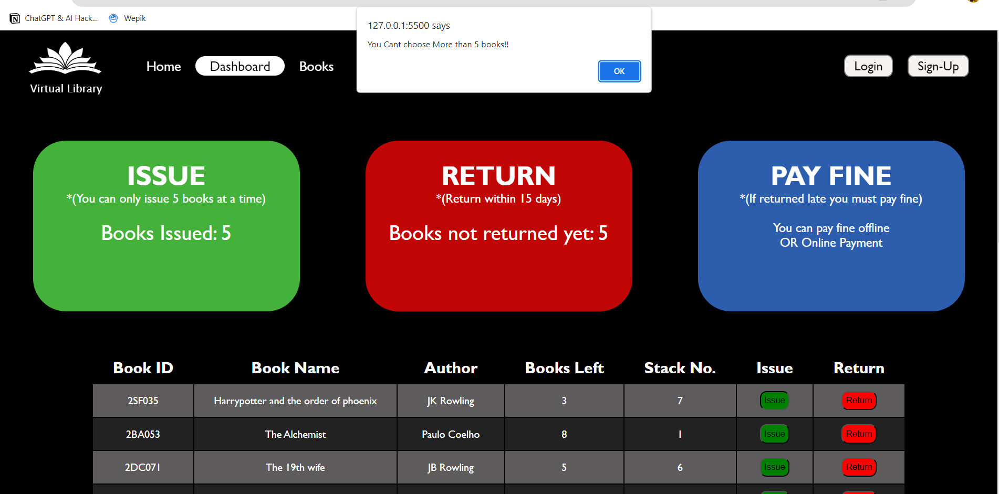 ChatGPT & AI Hack...
Wepik
127.0.0.1:5500 says
You Cant choose More than 5 books!!
OK
Virtual Library
Home
Dashboard
Books
Login
Sign-Up
ISSUE
*(You can only issue 5 books at a time)
Books Issued: 5
RETURN
*(Return within 15 days)
Books not returned yet: 5
PAY FINE
*(If returned late you must pay fine)
You can pay fine offline
OR Online Payment
Book ID Book Name Author Books Left Stack No. Issue Return
2SF035 Harrypotter and the order of phoenix JK Rowling 3 7 Issue Return
2BA053 The Alchemist Paulo Coelho 8 1 Issue Return
2DC071 The 19th wife JB Rowling 5 6 Issue Return